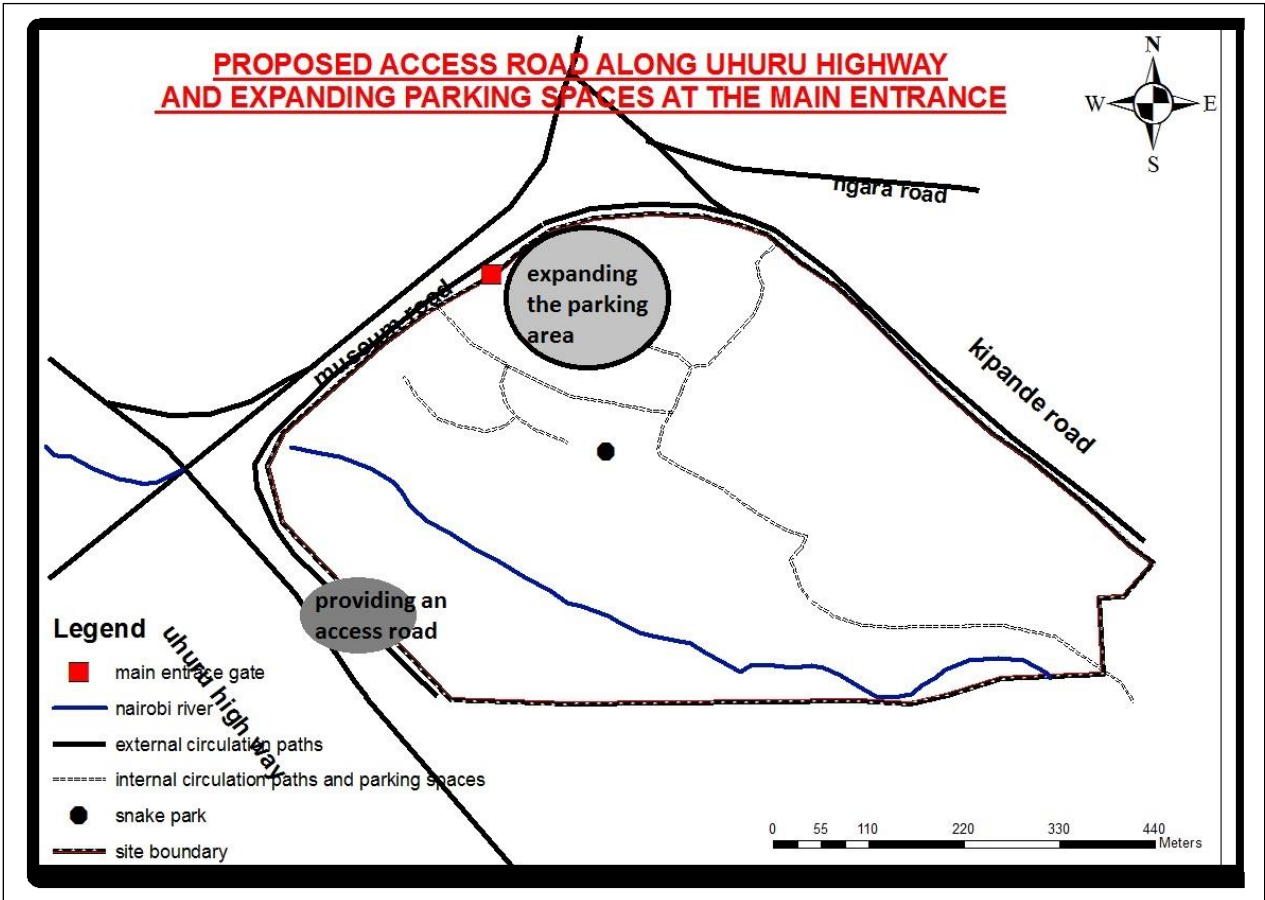 PROPOSED ACCESS ROAD ALONG UHURU HIGHWAY
AND EXPANDING PARKING SPACES AT THE MAIN ENTRANCE
N
W
E
S
ngara road
expanding
the parking
area
museum road
kipande road
providing an
access road
uhuru high way
Legend
main entrance gate
nairobi river
external circulation paths
internal circulation paths and parking spaces
snake park
site boundary
0 55 110 220 330 440
Meters